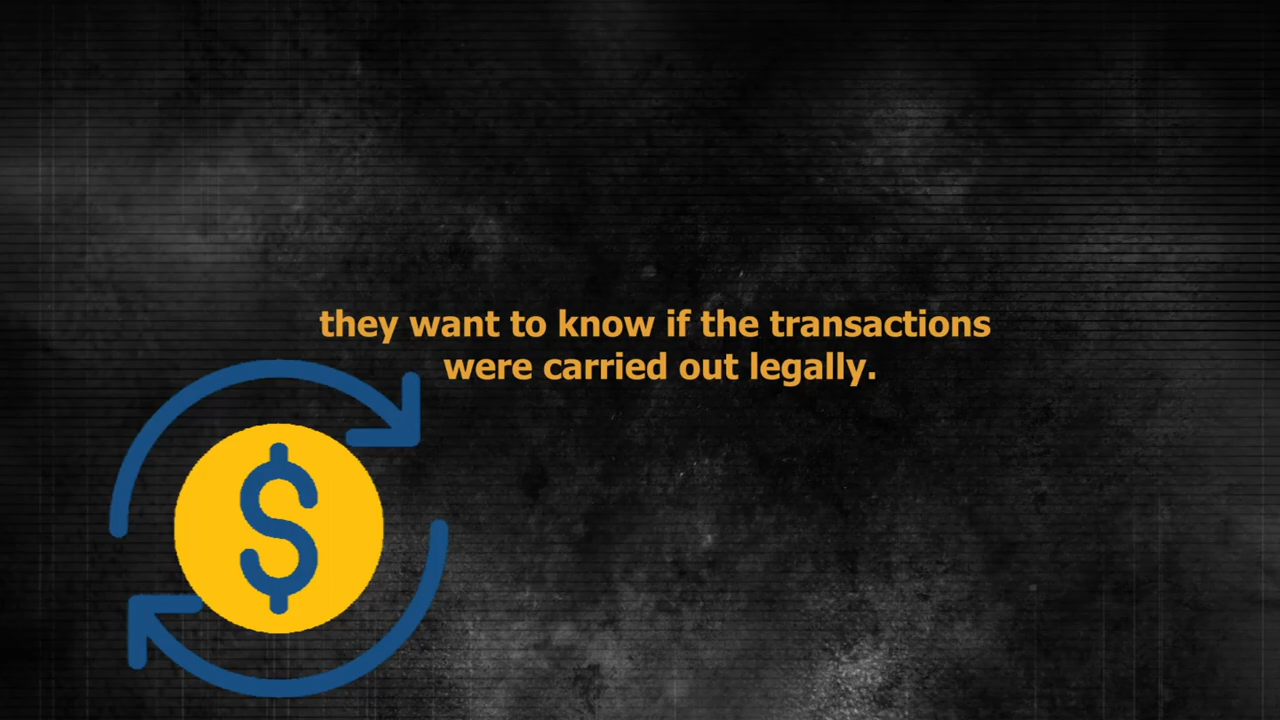 they want to know if the transactions
were carried out legally.
$